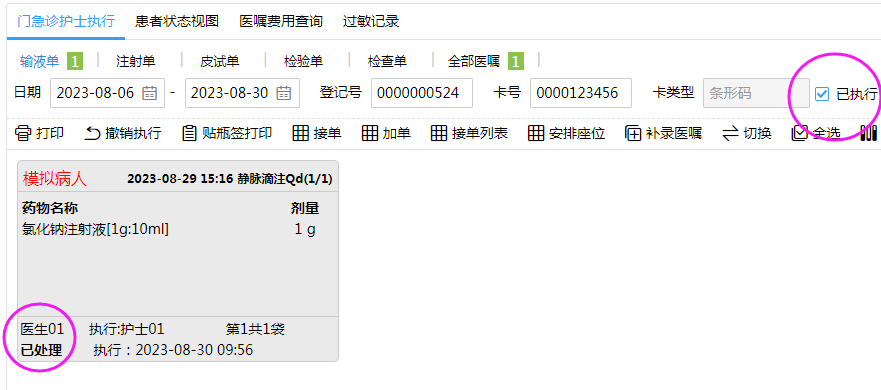 门急诊护士执行 患者状态视图 医嘱费用查询 过敏记录
输液单 1 注射单 皮试单 检验单 检查单 全部医嘱 1
日期 2023-08-06 - 2023-08-30 登记号 0000000524 卡号 0000123456 卡类型 条形码 已执行
打印 撤销执行 贴瓶签打印 接单 加单 接单列表 安排座位 补录医嘱 切换 全选
模拟病人 2023-08-29 15:16 静脉滴注Qd(1/1)
药物名称 剂量
氯化钠注射液[1g:10ml] 1 g
医生01 执行:护士01 第1共1袋
已处理 执行：2023-08-30 09:56